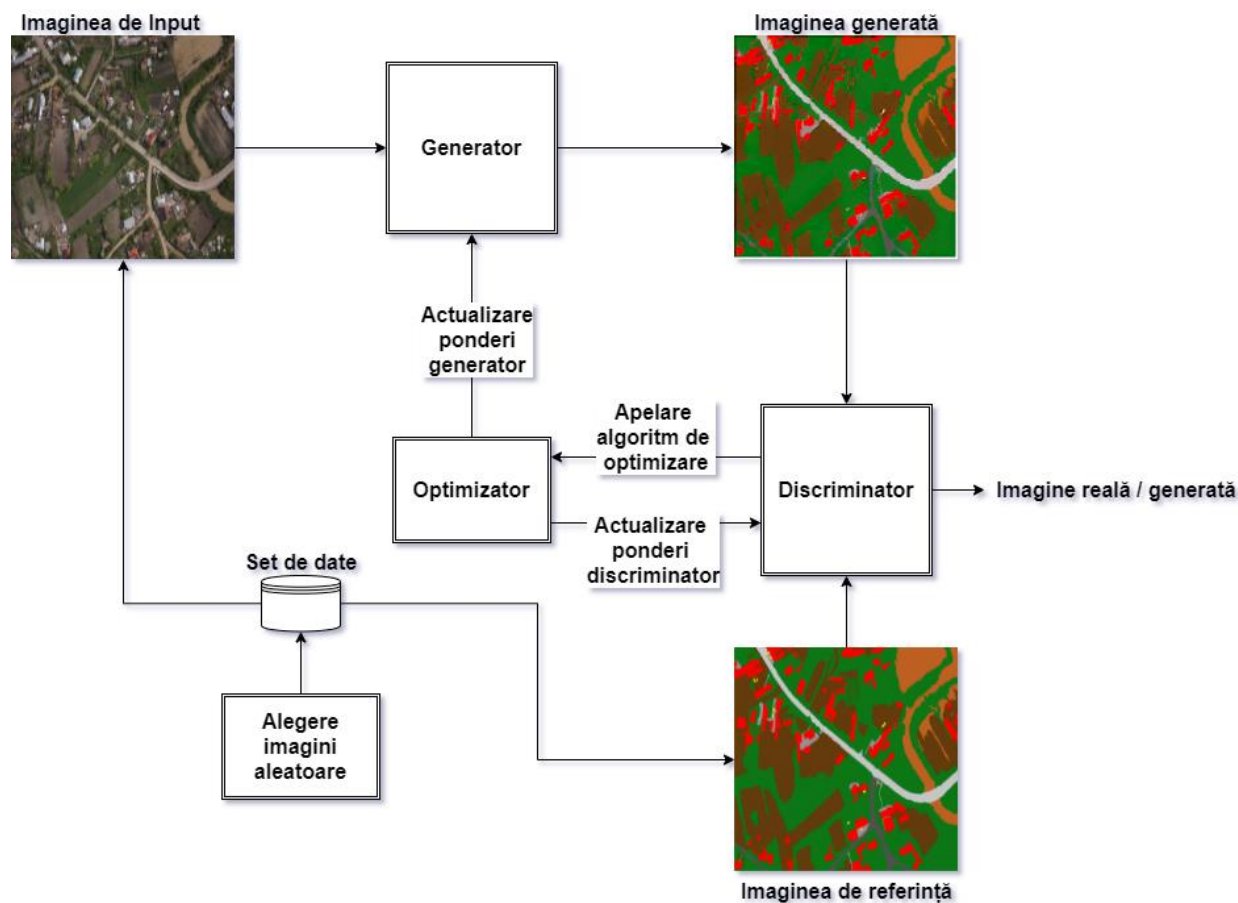 Imaginea de Input
Imaginea generată
Generator
Actualizare
ponderi
generator
Apelare
algoritm de
optimizare
Optimizator
Discriminator
Imagine reală / generată
Actualizare
ponderi
discriminator
Set de date
Alegere
imagini
aleatoare
Imaginea de referință